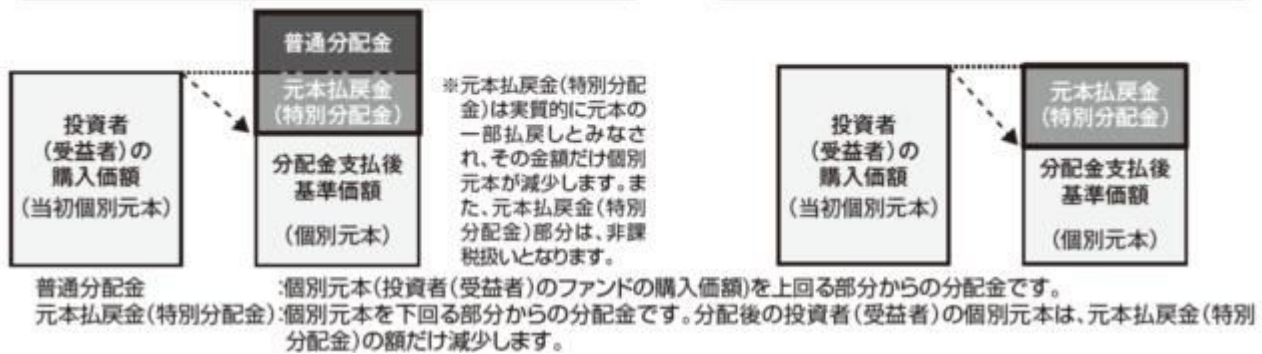 普通分配金
元本払戻金
(特別分配金)
投資者
(受益者)の
購入価額
(当初個別元本)
分配金支払後
基準価額
(個別元本)
※元本払戻金(特別分配
金)は実質的に元本の
一部払戻しとみなさ
れ、その金額だけ個別
元本が減少します。ま
た、元本払戻金(特別
分配金)部分は、非課
税扱いとなります。
投資者
(受益者)の
購入価額
(当初個別元本)
元本払戻金
(特別分配金)
分配金支払後
基準価額
(個別元本)
普通分配金 :個別元本(投資者(受益者)のファンドの購入価額)を上回る部分からの分配金です。
元本払戻金(特別分配金):個別元本を下回る部分からの分配金です。分配後の投資者(受益者)の個別元本は、元本払戻金(特別
分配金)の額だけ減少します。